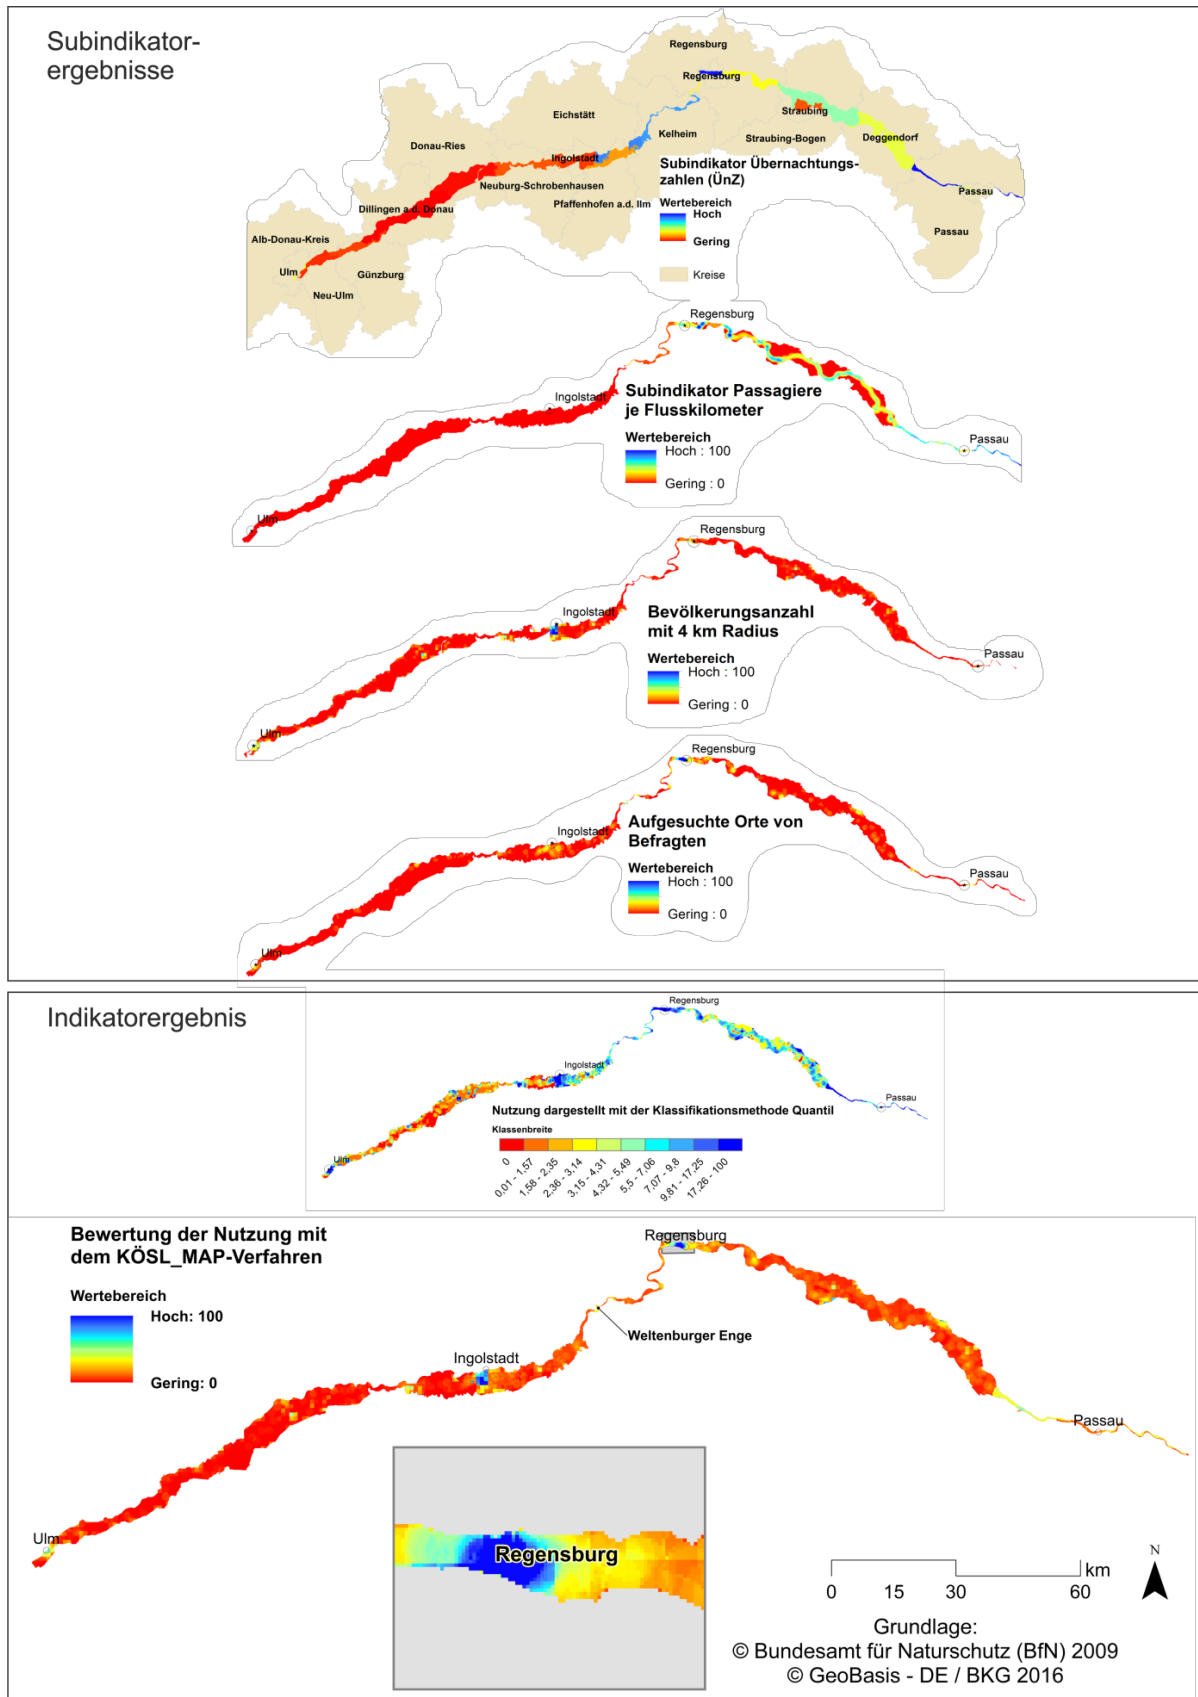 Subindikator-
ergebnisse
Regensburg
Regensburg
Eichstätt
Straubing
Kelheim
Donau-Ries
Straubing-Bogen
Deggendorf
Ingolstadt
Neuburg-Schrobenhausen
Subindikator Übernachtungs-
zahlen (ÜnZ)
Passau
Pfaffenhofen a.d. Ilm
Dillingen a.d. Donau
Wertebereich
Hoch
Gering
Alb-Donau-Kreis
Passau
Ulm
Günzburg
Kreise
Neu-Ulm
Regensburg
Ingolstadt
Subindikator Passagiere
je Flusskilometer
Wertebereich
Hoch : 100
Gering : 0
Passau
Ulm
Regensburg
Ingolstadt
Bevölkerungsanzahl
mit 4 km Radius
Wertebereich
Hoch : 100
Gering : 0
Passau
Ulm
Regensburg
Ingolstadt
Aufgesuchte Orte von
Befragten
Wertebereich
Hoch : 100
Gering : 0
Passau
Ulm
Indikatorergebnis
Regensburg
Ingolstadt
Passau
Ulm
Nutzung dargestellt mit der Klassifikationsmethode Quantil
Klassenbreite
0
0,01 - 1,57
1,58 - 2,35
2,36 - 3,14
3,15 - 4,31
4,32 - 5,49
5,5 - 7,06
7,07 - 9,8
9,81 - 17,25
17,26 - 100
Bewertung der Nutzung mit
dem KÖSL_MAP-Verfahren
Wertebereich
Hoch: 100
Gering: 0
Regensburg
Weltenburger Enge
Ingolstadt
Passau
Ulm
Regensburg
N
km
0 15 30 60
Grundlage:
© Bundesamt für Naturschutz (BfN) 2009
© GeoBasis - DE / BKG 2016